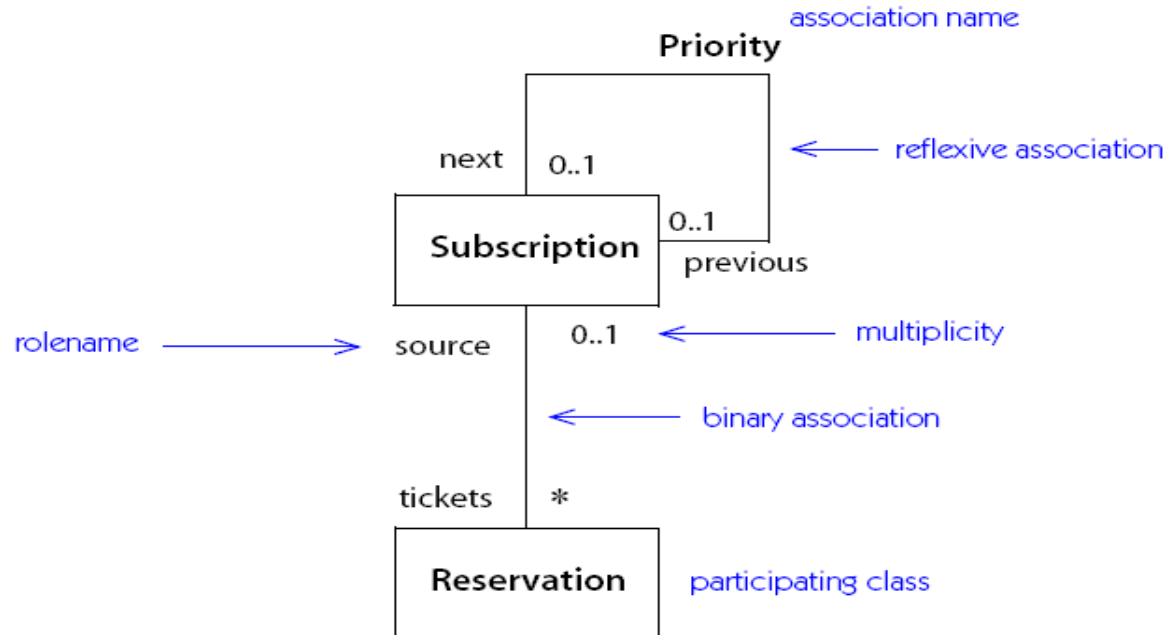 association name
Priority
reflexive association
next
0..1
0..1
Subscription
previous
rolename
source
0..1
multiplicity
binary association
tickets
*
Reservation
participating class